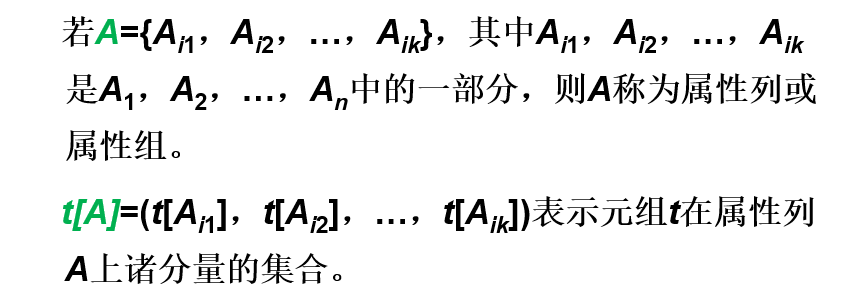 若A={Ai1，Ai2，…，Aik}，其中Ai1，Ai2，…，Aik
是A1，A2，…，An中的一部分，则A称为属性列或
属性组。
t[A]=(t[Ai1]，t[Ai2]，…，t[Aik])表示元组t在属性列
A上诸分量的集合。